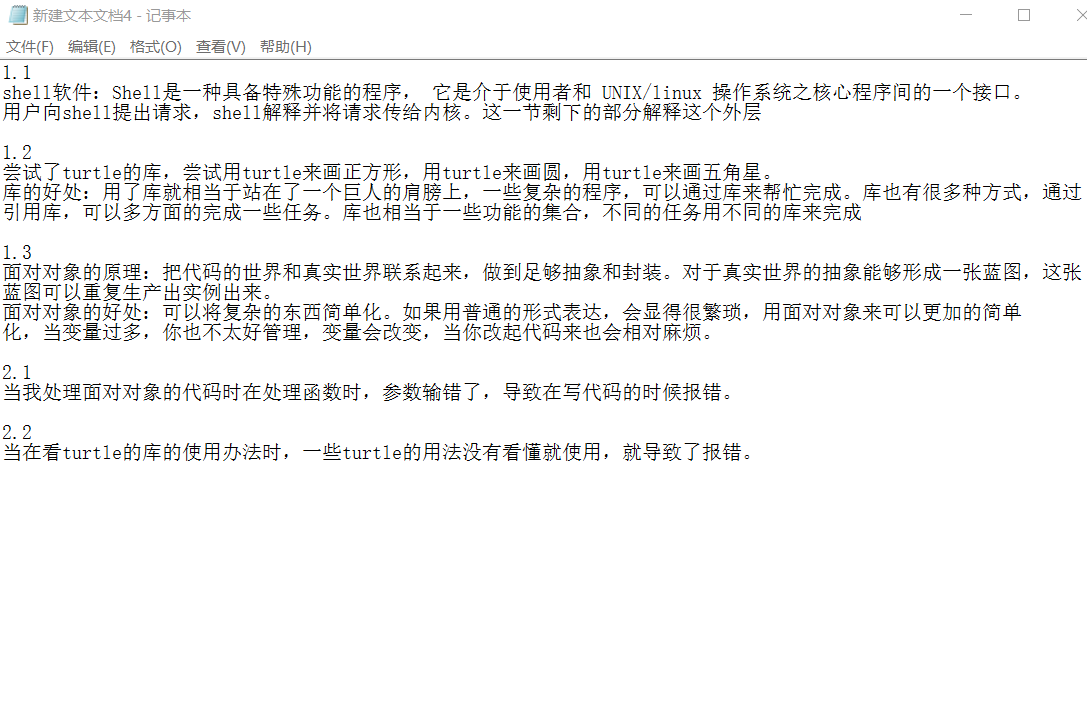 新建文本文档4 - 记事本
文件(F) 编辑(E) 格式(O) 查看(V) 帮助(H)
1.1
shell软件：Shell是一种具备特殊功能的程序， 它是介于使用者和 UNIX/linux 操作系统之核心程序间的一个接口。
用户向shell提出请求，shell解释并将请求传给内核。这一节剩下的部分解释这个外层
1.2
尝试了turtle的库，尝试用turtle来画正方形，用turtle来画圆，用turtle来画五角星。
库的好处：用了库就相当于站在了一个巨人的肩膀上，一些复杂的程序，可以通过库来帮忙完成。库也有很多种方式，通过
引用库，可以多方面的完成一些任务。库也相当于一些功能的集合，不同的任务用不同的库来完成
1.3
面对对象的原理：把代码的世界和真实世界联系起来，做到足够抽象和封装。对于真实世界的抽象能够形成一张蓝图，这张
蓝图可以重复生产出实例出来。
面对对象的好处：可以将复杂的东西简单化。如果用普通的形式表达，会显得很繁琐，用面对对象来可以更加的简单
化，当变量过多，你也不太好管理，变量会改变，当你改起代码来也会相对麻烦。
2.1
当我处理面对对象的代码时在处理函数时，参数输错了，导致在写代码的时候报错。
2.2
当在看turtle的库的使用办法时，一些turtle的用法没有看懂就使用，就导致了报错。